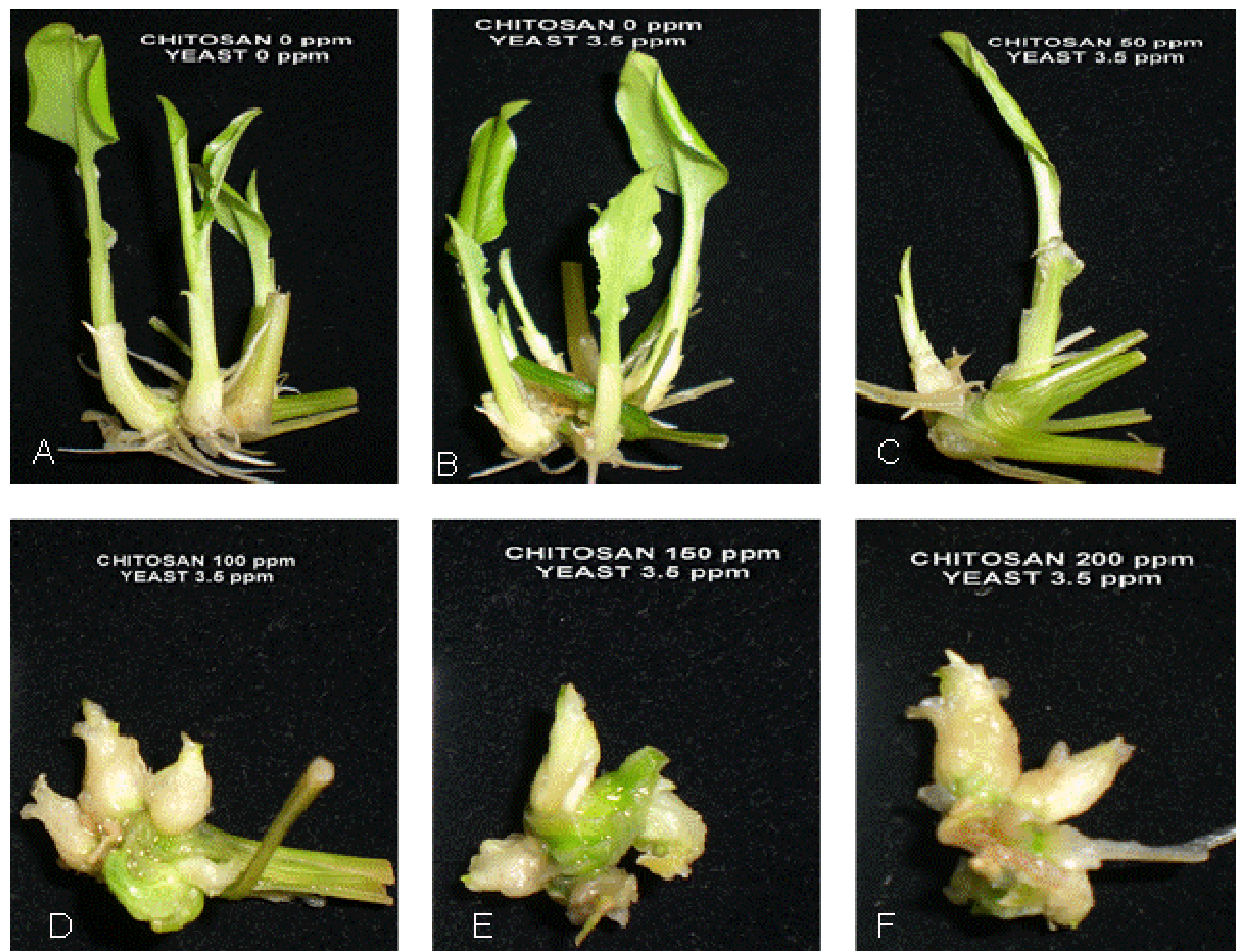 CHITOSAN 0 ppm
YEAST 0 ppm
A
CHITOSAN 0 ppm
YEAST 3.5 ppm
B
CHITOSAN 50 ppm
YEAST 3.5 ppm
C
CHITOSAN 100 ppm
YEAST 3.5 ppm
D
CHITOSAN 150 ppm
YEAST 3.5 ppm
E
CHITOSAN 200 ppm
YEAST 3.5 ppm
F